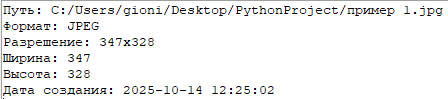 Путь: C:/Users/gioni/Desktop/PythonProject/пример 1.jpg
Формат: JPEG
Разрешение: 347x328
Ширина: 347
Высота: 328
Дата создания: 2025-10-14 12:25:02